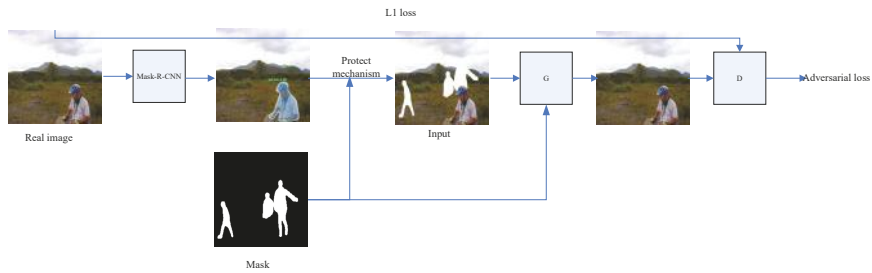 L1 loss
Mask-R-CNN
Protect
mechanism
G
D
Adversarial loss
Real image
Input
Mask